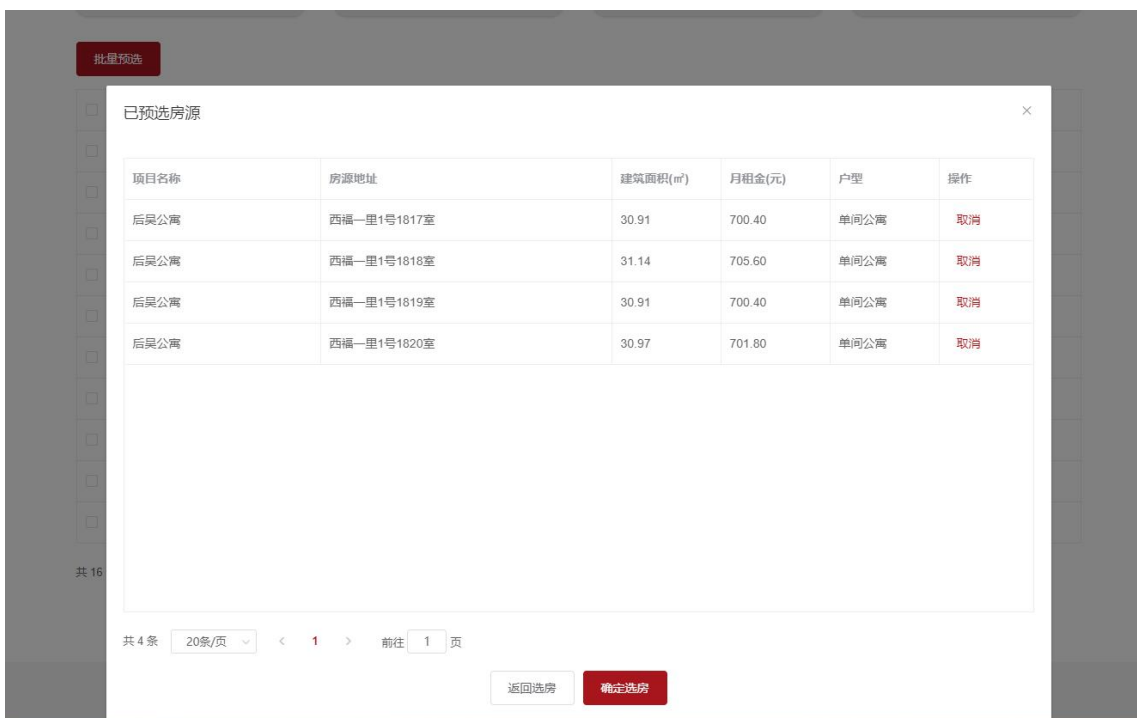 批量预选
已预选房源
项目名称 房源地址 建筑面积(㎡) 月租金(元) 户型 操作
后吴公寓 西福一里1号1817室 30.91 700.40 单间公寓 取消
后吴公寓 西福一里1号1818室 31.14 705.60 单间公寓 取消
后吴公寓 西福一里1号1819室 30.91 700.40 单间公寓 取消
后吴公寓 西福一里1号1820室 30.97 701.80 单间公寓 取消
共 16
共 4 条 20条/页 < 1 > 前往 1 页
返回选房 确定选房